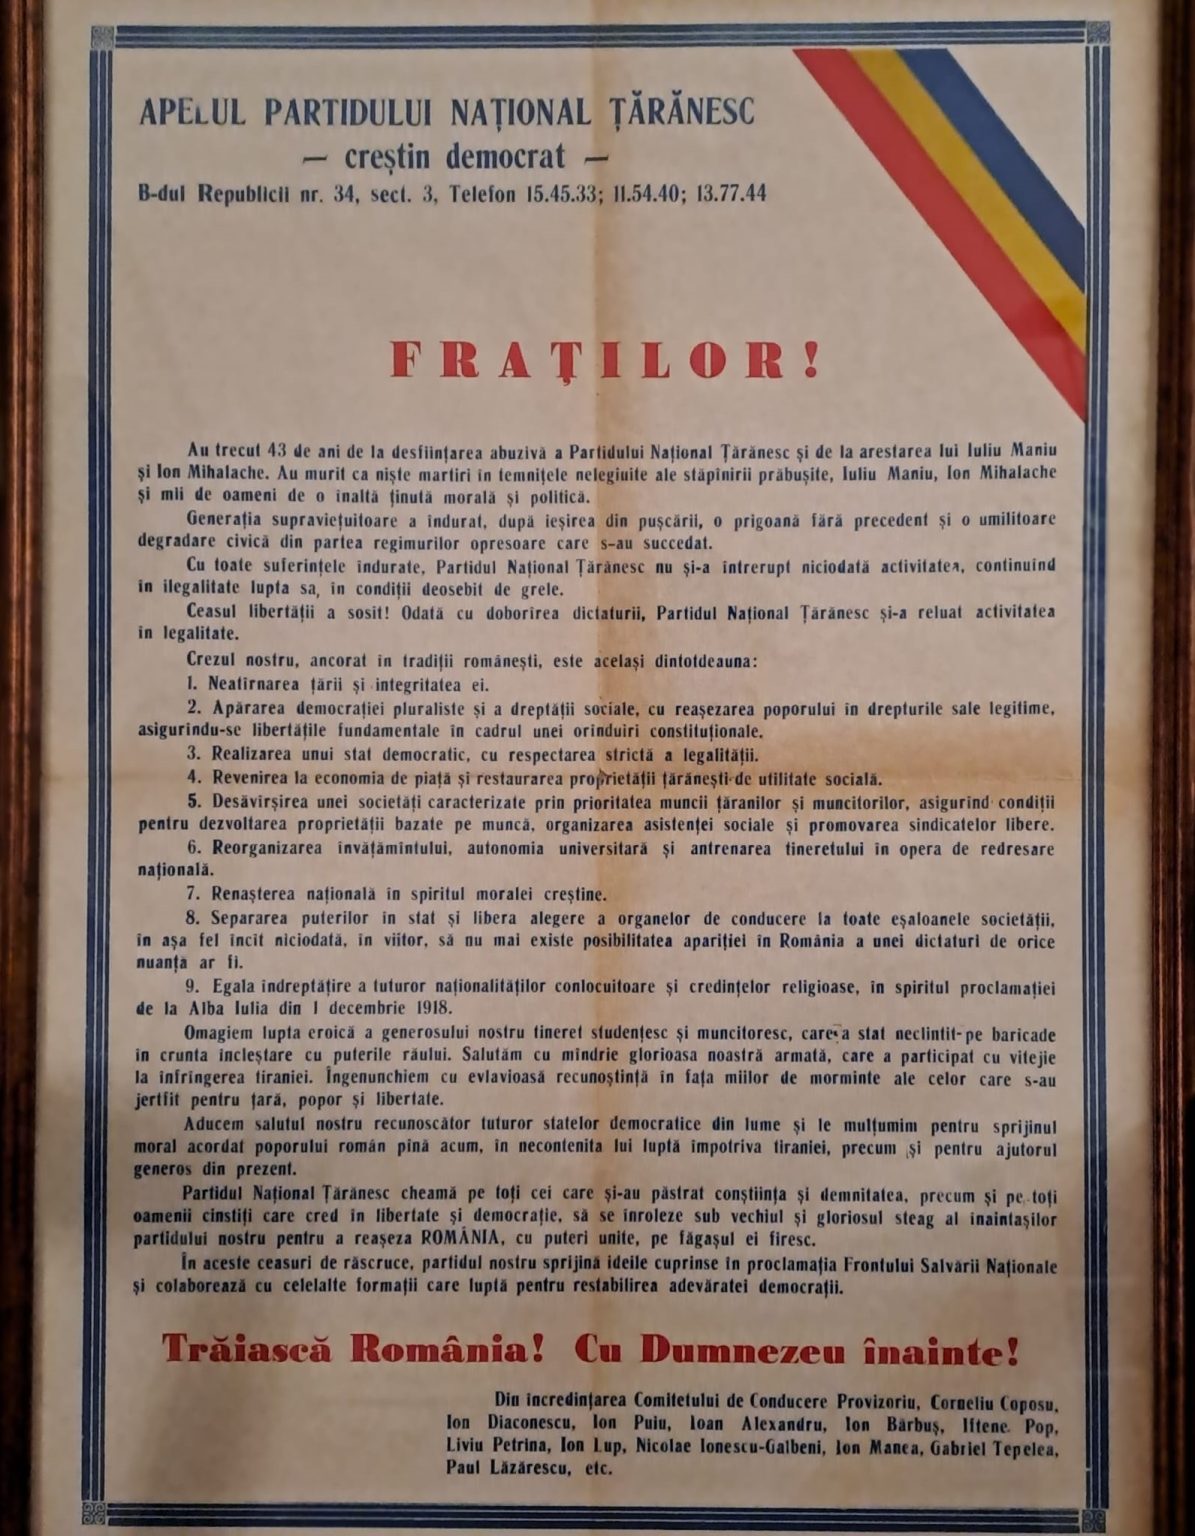 APELUL PARTIDULUI NAȚIONAL ȚĂRĂNESC
— creștin democrat —
B-dul Republicii nr. 34, sect. 3, Telefon 15.45.33; 11.54.40; 13.77.44
FRAȚILOR!
Au trecut 43 de ani de la desființarea abuzivă a Partidului Național Țărănesc și de la arestarea lui Iuliu Maniu
și Ion Mihalache. Au murit ca niște martiri în temnițele nelegiuite ale stăpînirii prăbușite, Iuliu Maniu, Ion Mihalache
și mii de oameni de o înaltă ținută morală și politică.
Generația supraviețuitoare a îndurat, după ieșirea din pușcării, o prigoană fără precedent și o umilitoare
degradare civică din partea regimurilor opresoare care s-au succedat.
Cu toate suferințele îndurate, Partidul Național Țărănesc nu și-a întrerupt niciodată activitatea, continuînd
în ilegalitate lupta sa, în condiții deosebit de grele.
Ceasul libertății a sosit! Odată cu doborîrea dictaturii, Partidul Național Țărănesc și-a reluat activitatea
în legalitate.
Crezul nostru, ancorat în tradiții românești, este același dintotdeauna:
1. Neatîrnarea țării și integritatea ei.
2. Apărarea democrației pluraliste și a dreptății sociale, cu reașezarea poporului în drepturile sale legitime,
asigurîndu-se libertățile fundamentale în cadrul unei orînduiri constituționale.
3. Realizarea unui stat democratic, cu respectarea strictă a legalității.
4. Revenirea la economia de piață și restaurarea proprietății țărănești de utilitate socială.
5. Desăvîrșirea unei societăți caracterizate prin prioritatea muncii țăranilor și muncitorilor, asigurînd condiții
pentru dezvoltarea proprietății bazate pe muncă, organizarea asistenței sociale și promovarea sindicatelor libere.
6. Reorganizarea învățămîntului, autonomia universitară și antrenarea tineretului în opera de redresare
națională.
7. Renașterea națională în spiritul moralei creștine.
8. Separarea puterilor în stat și libera alegere a organelor de conducere la toate eșaloanele societății,
în așa fel încît niciodată, în viitor, să nu mai existe posibilitatea apariției în România a unei dictaturi de orice
nuanță ar fi.
9. Egala îndreptățire a tuturor naționalităților conlocuitoare și credințelor religioase, în spiritul proclamației
de la Alba Iulia din 1 decembrie 1918.
Omagiem lupta eroică a generosului nostru tineret studențesc și muncitoresc, care a stat neclintit pe baricade
în crunta încleștare cu puterile răului. Salutăm cu mîndrie glorioasa noastră armată, care a participat cu vitejie
la înfrîngerea tiraniei. Îngenunchiem cu evlavioasă recunoștință în fața miilor de morminte ale celor care s-au
jertfit pentru țară, popor și libertate.
Aducem salutul nostru recunoscător tuturor statelor democratice din lume și le mulțumim pentru sprijinul
moral acordat poporului român pînă acum, în necontenita lui luptă împotriva tiraniei, precum și pentru ajutorul
generos din prezent.
Partidul Național Țărănesc cheamă pe toți cei care și-au păstrat conștiința și demnitatea, precum și pe toți
oamenii cinstiți care cred în libertate și democrație, să se înroleze sub vechiul și gloriosul steag al înaintașilor
partidului nostru pentru a reașeza ROMÂNIA, cu puteri unite, pe făgașul ei firesc.
În aceste ceasuri de răscruce, partidul nostru sprijină ideile cuprinse în proclamația Frontului Salvării Naționale
și colaborează cu celelalte formații care luptă pentru restabilirea adevăratei democrații.
Trăiască România! Cu Dumnezeu înainte!
Din încredințarea Comitetului de Conducere Provizoriu, Corneliu Coposu,
Ion Diaconescu, Ion Puiu, Ioan Alexandru, Ion Bărbuș, Iftene Pop,
Liviu Petrina, Ion Lup, Nicolae Ionescu-Galbeni, Ion Manea, Gabriel Țepelea,
Paul Lăzărescu, etc.